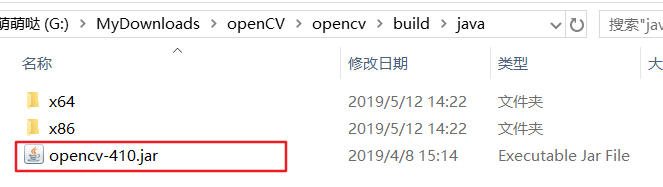 萌萌哒 (G:) › MyDownloads › openCV › opencv › build › java 搜索"jav
名称 修改日期 类型 大
x64 2019/5/12 14:22 文件夹
x86 2019/5/12 14:22 文件夹
opencv-410.jar 2019/4/8 15:14 Executable Jar File